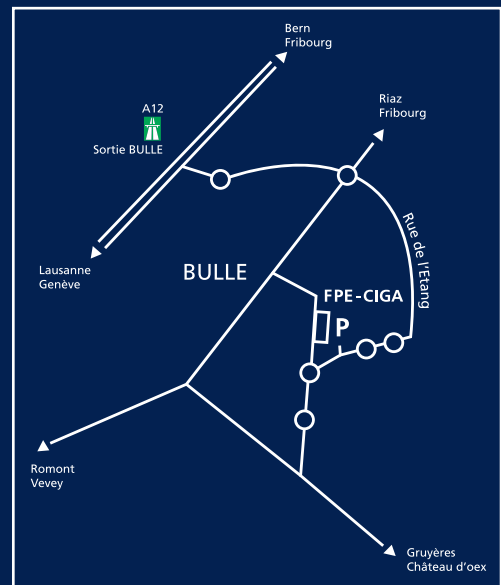 Bern
Fribourg
A12
Sortie BULLE
Riaz
Fribourg
Rue de l'Etang
Lausanne
Genève
BULLE
FPE-CIGA
P
Romont
Vevey
Gruyères
Château d'oex